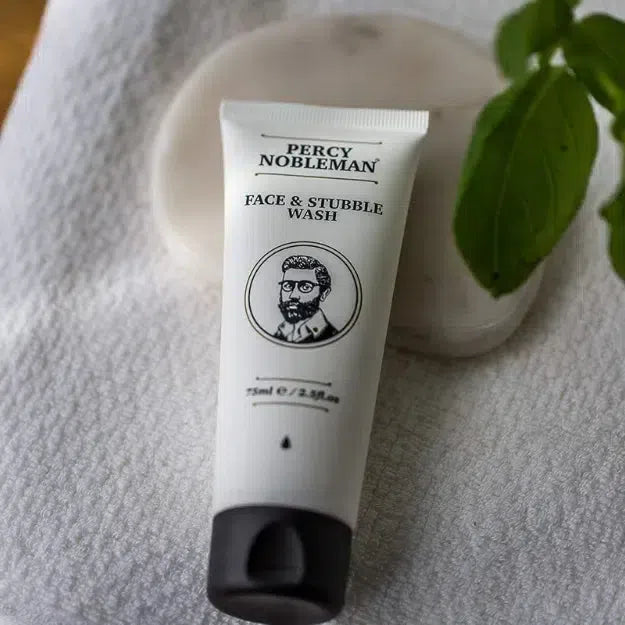 PERCY
NOBLEMAN®
FACE & STUBBLE
WASH
75ml ℮ / 2.5fl.oz